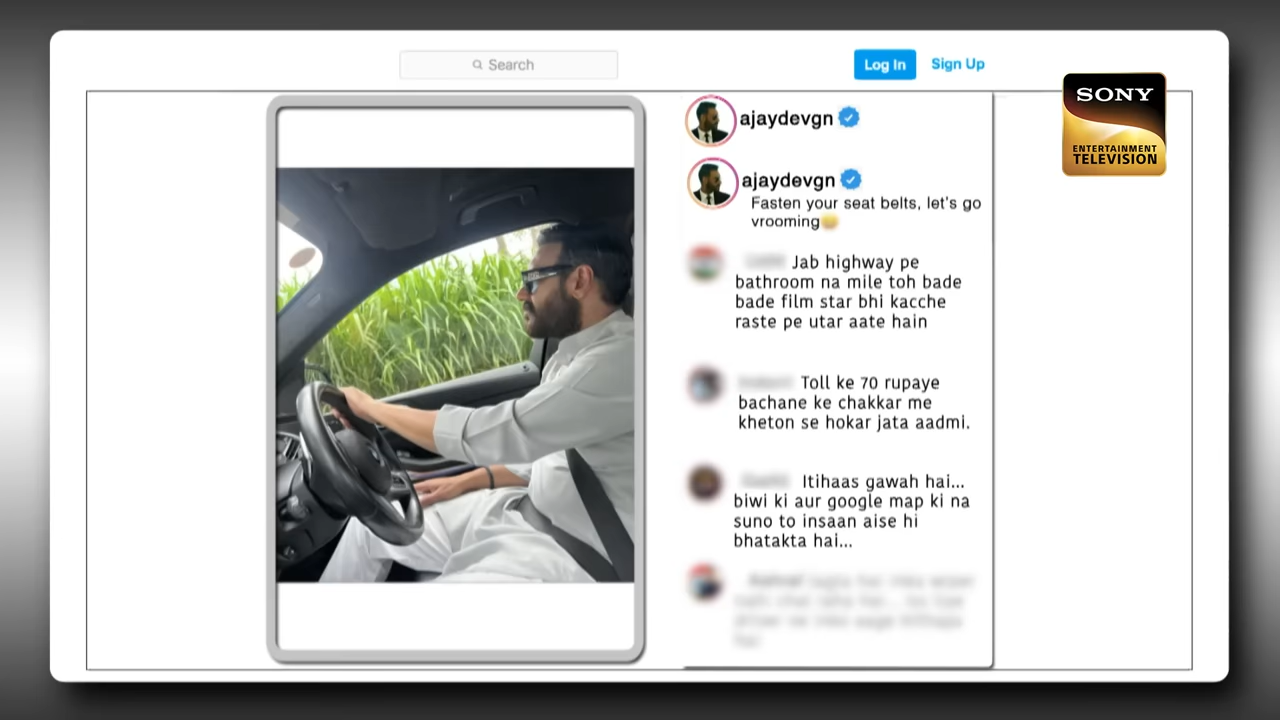 Search
Log In
Sign Up
SONY
ENTERTAINMENT
TELEVISION
ajaydevgn
ajaydevgn
Fasten your seat belts, let's go
vrooming
Jab highway pe
bathroom na mile toh bade
bade film star bhi kacche
raste pe utar aate hain
Toll ke 70 rupaye
bachane ke chakkar me
kheton se hokar jata aadmi.
Itihaas gawah hai...
biwi ki aur google map ki na
suno to insaan aise hi
bhatakta hai...